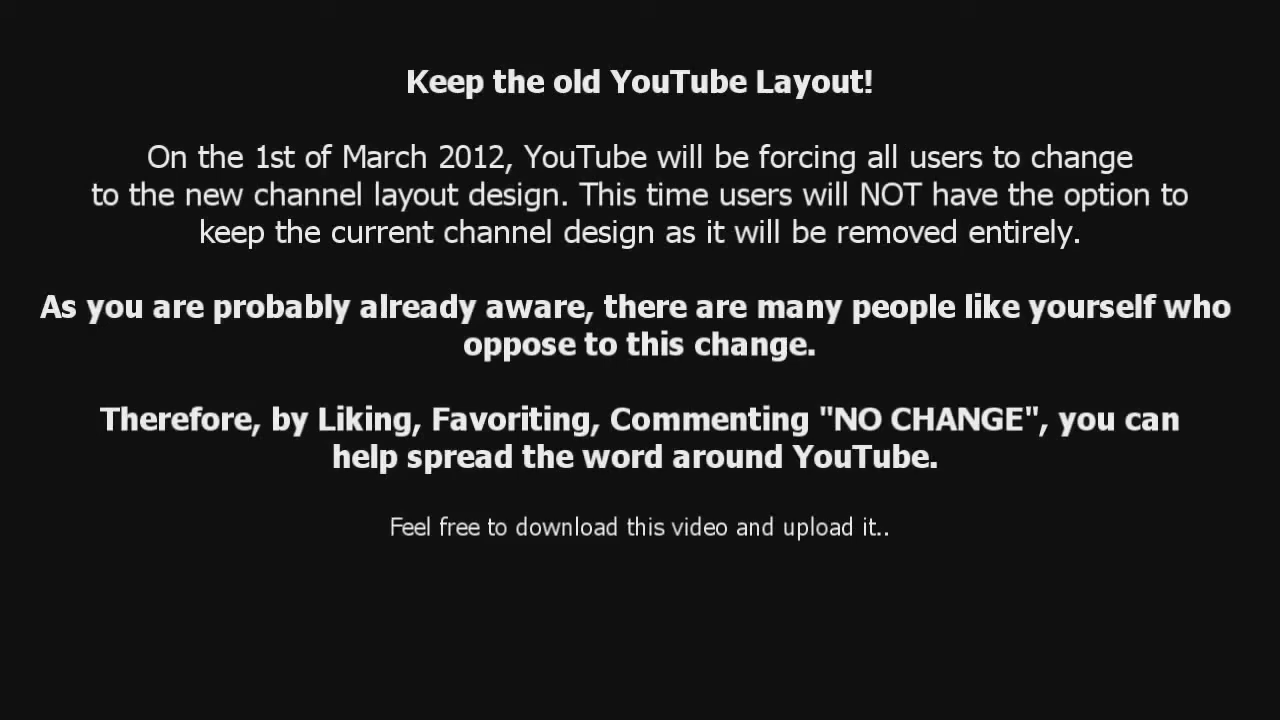 Keep the old YouTube Layout!
On the 1st of March 2012, YouTube will be forcing all users to change
to the new channel layout design. This time users will NOT have the option to
keep the current channel design as it will be removed entirely.
As you are probably already aware, there are many people like yourself who
oppose to this change.
Therefore, by Liking, Favoriting, Commenting "NO CHANGE", you can
help spread the word around YouTube.
Feel free to download this video and upload it..